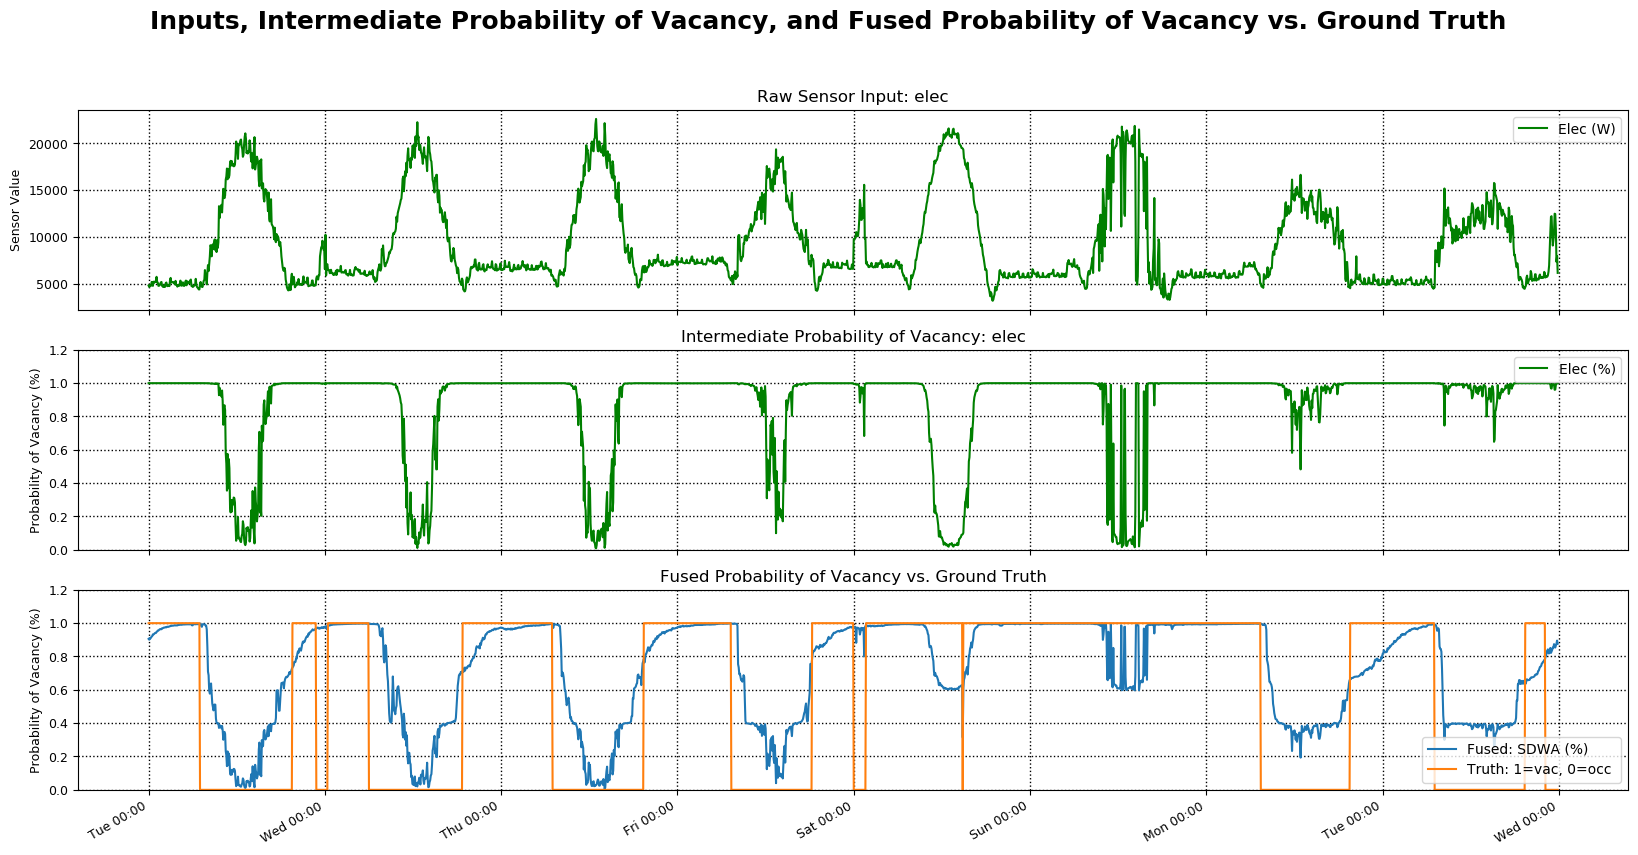 Inputs, Intermediate Probability of Vacancy, and Fused Probability of Vacancy vs. Ground Truth
Raw Sensor Input: elec
Sensor Value
20000
15000
10000
5000
Elec (W)
Intermediate Probability of Vacancy: elec
Probability of Vacancy (%)
1.2
1.0
0.8
0.6
0.4
0.2
0.0
Elec (%)
Fused Probability of Vacancy vs. Ground Truth
Probability of Vacancy (%)
1.2
1.0
0.8
0.6
0.4
0.2
0.0
Fused: SDWA (%)
Truth: 1=vac, 0=occ
Tue 00:00
Wed 00:00
Thu 00:00
Fri 00:00
Sat 00:00
Sun 00:00
Mon 00:00
Tue 00:00
Wed 00:00